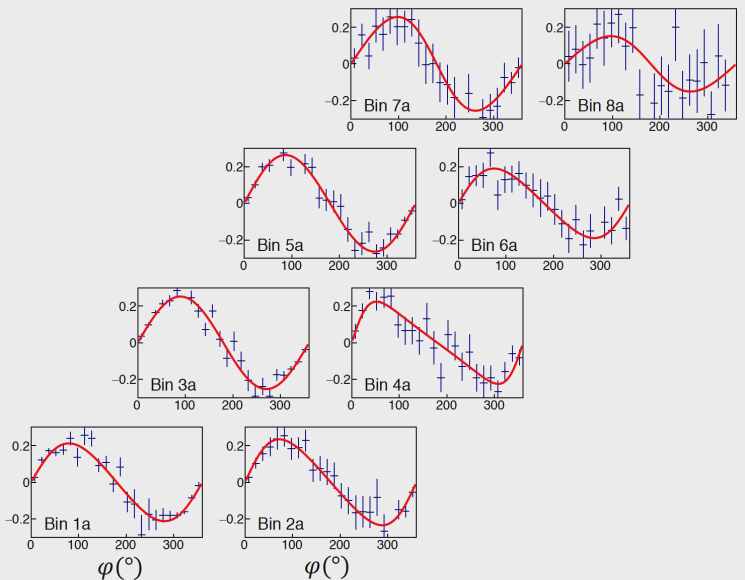 0.2 0 −0.2 Bin 7a 0 100 200 300
0.2 0 −0.2 Bin 8a 0 100 200 300
0.2 0 −0.2 Bin 5a 0 100 200 300
0.2 0 −0.2 Bin 6a 0 100 200 300
0.2 0 −0.2 Bin 3a 0 100 200 300
0.2 0 −0.2 Bin 4a 0 100 200 300
0.2 0 −0.2 Bin 1a 0 100 200 300
φ(°)
0.2 0 −0.2 Bin 2a 0 100 200 300
φ(°)